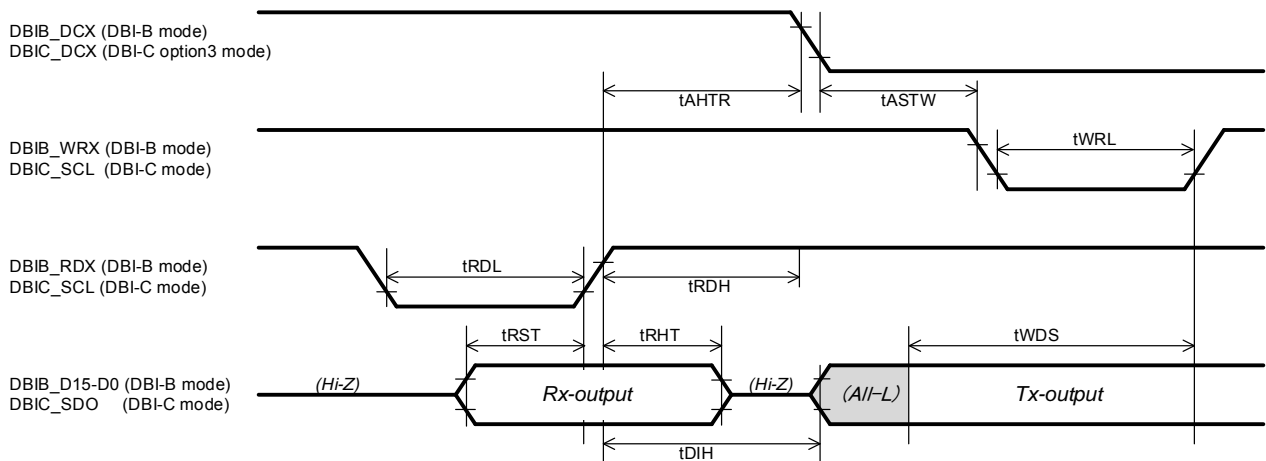 DBIB_DCX (DBI-B mode)
DBIC_DCX (DBI-C option3 mode)
tAHTR
tASTW
DBIB_WRX (DBI-B mode)
DBIC_SCL (DBI-C mode)
tWRL
DBIB_RDX (DBI-B mode)
DBIC_SCL (DBI-C mode)
tRDL
tRDH
tRST
tRHT
tWDS
DBIB_D15-D0 (DBI-B mode)
DBIC_SDO (DBI-C mode)
(Hi-Z)
Rx-output
(Hi-Z)
(All-L)
Tx-output
tDIH